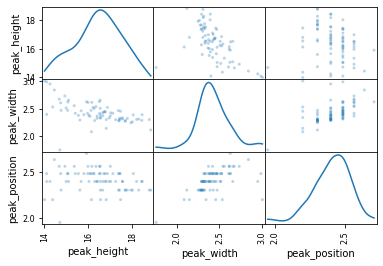 peak_height
18
16
14
peak_width
3.0
2.5
2.0
peak_position
2.5
2.0
14
16
18
peak_height
2.0
2.5
3.0
peak_width
2.0
2.5
peak_position